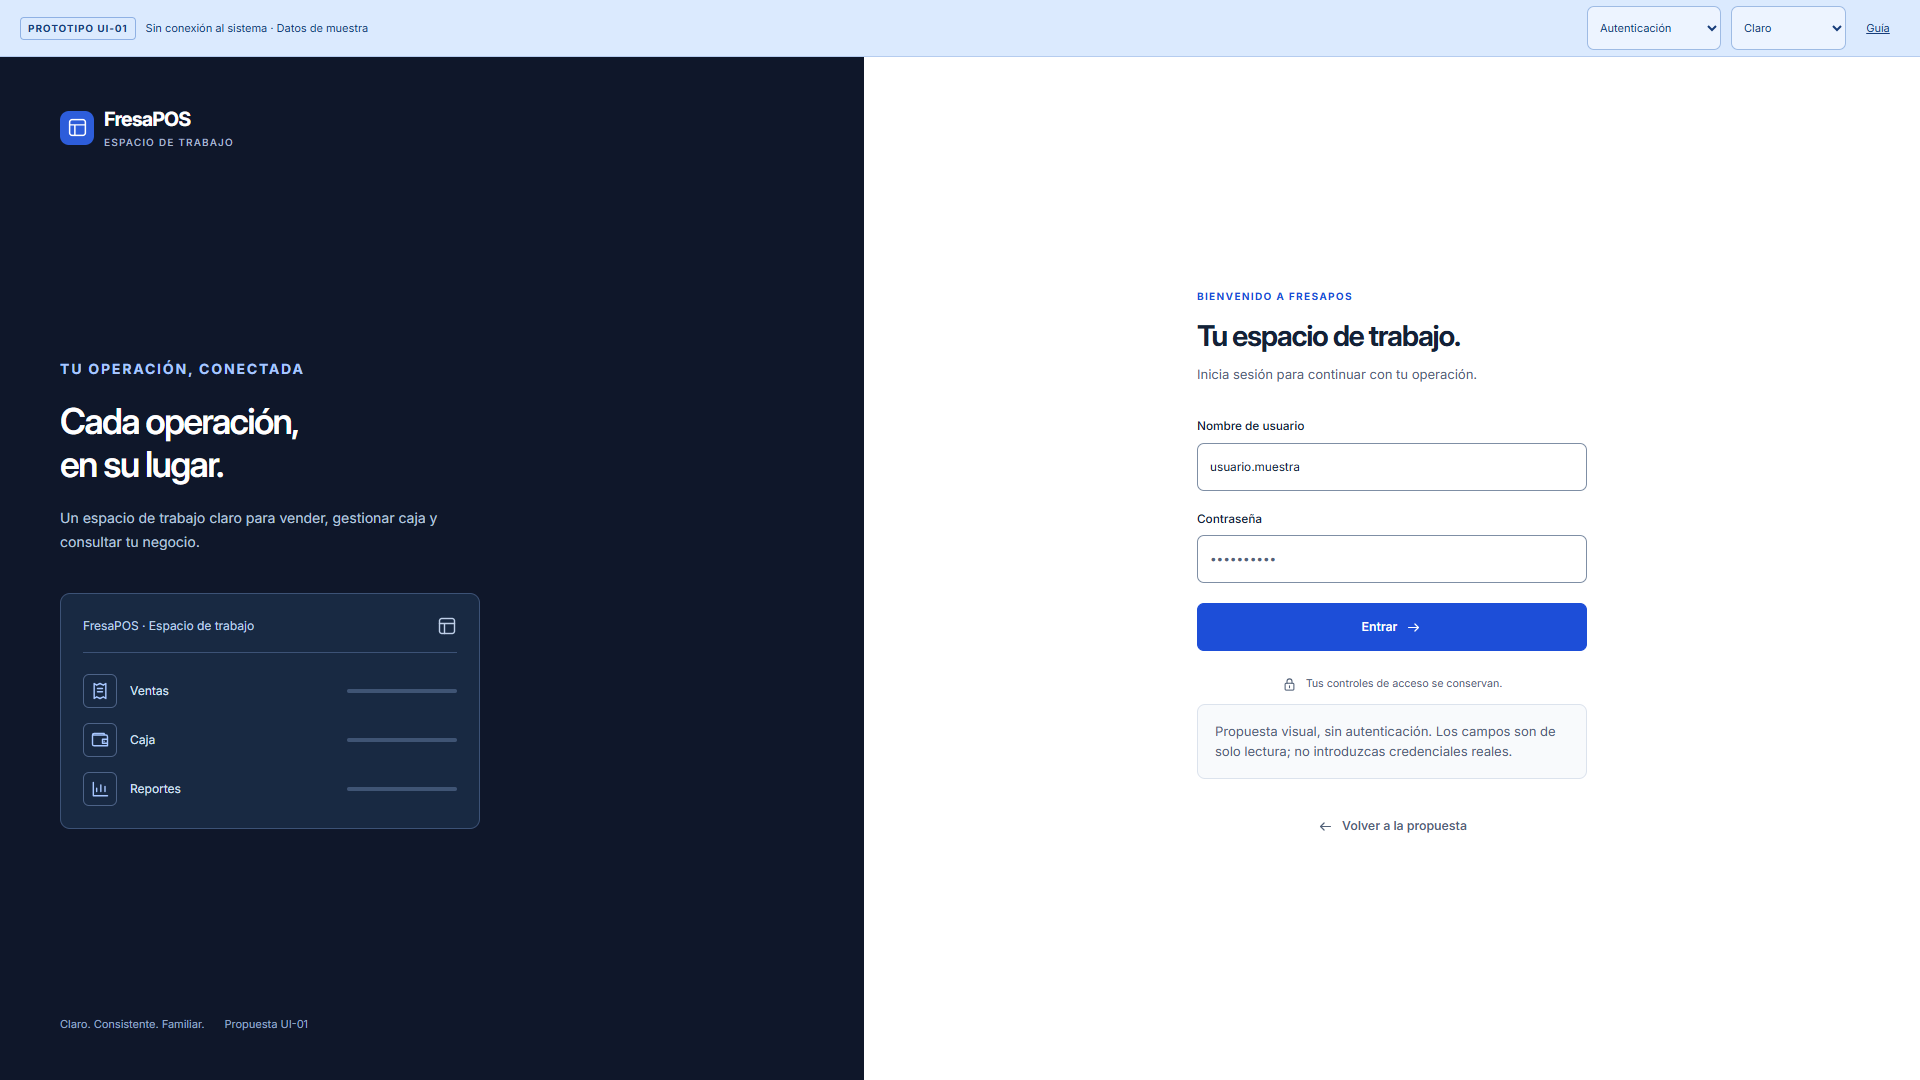 PROTOTIPO UI-01
Sin conexión al sistema · Datos de muestra
Autenticación
Claro
Guía
FresaPOS
ESPACIO DE TRABAJO
TU OPERACIÓN, CONECTADA
Cada operación,
en su lugar.
Un espacio de trabajo claro para vender, gestionar caja y
consultar tu negocio.
FresaPOS · Espacio de trabajo
Ventas
Caja
Reportes
Claro. Consistente. Familiar.
Propuesta UI-01
BIENVENIDO A FRESAPOS
Tu espacio de trabajo.
Inicia sesión para continuar con tu operación.
Nombre de usuario
usuario.muestra
Contraseña
••••••••••
Entrar →
Tus controles de acceso se conservan.
Propuesta visual, sin autenticación. Los campos son de
solo lectura; no introduzcas credenciales reales.
← Volver a la propuesta